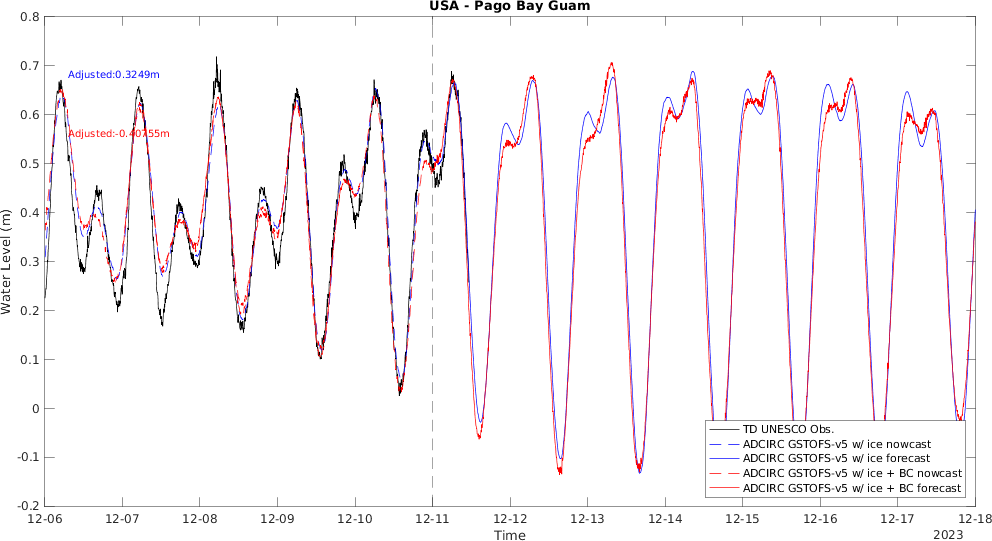 USA - Pago Bay Guam
0.8
0.7
0.6
0.5
0.4
0.3
0.2
0.1
0
-0.1
-0.2
Water Level (m)
Adjusted:0.3249m
Adjusted:-0.40755m
TD UNESCO Obs.
ADCIRC GSTOFS-v5 w/ ice nowcast
ADCIRC GSTOFS-v5 w/ ice forecast
ADCIRC GSTOFS-v5 w/ ice + BC nowcast
ADCIRC GSTOFS-v5 w/ ice + BC forecast
12-06 12-07 12-08 12-09 12-10 12-11 12-12 12-13 12-14 12-15 12-16 12-17 12-18
Time
2023